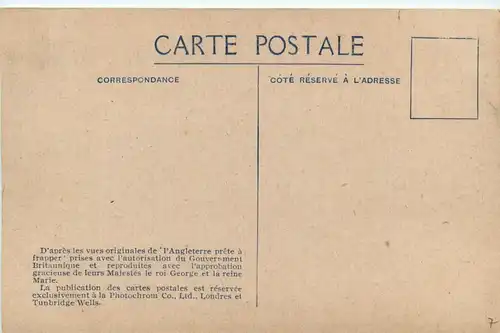 CARTE POSTALE
CORRESPONDANCE
CÔTÉ RÉSERVÉ À L'ADRESSE
D'après les vues originales de "l'Angleterre prête à
frapper" prises avec l'autorisation du Gouvernment
Britannique et reproduites avec l'approbation
gracieuse de leurs Majestés le roi George et la reine
Marie.
La publication des cartes postales est réservée
exclusivement à la Photochrom Co., Ltd., Londres et
Tunbridge Wells.
7